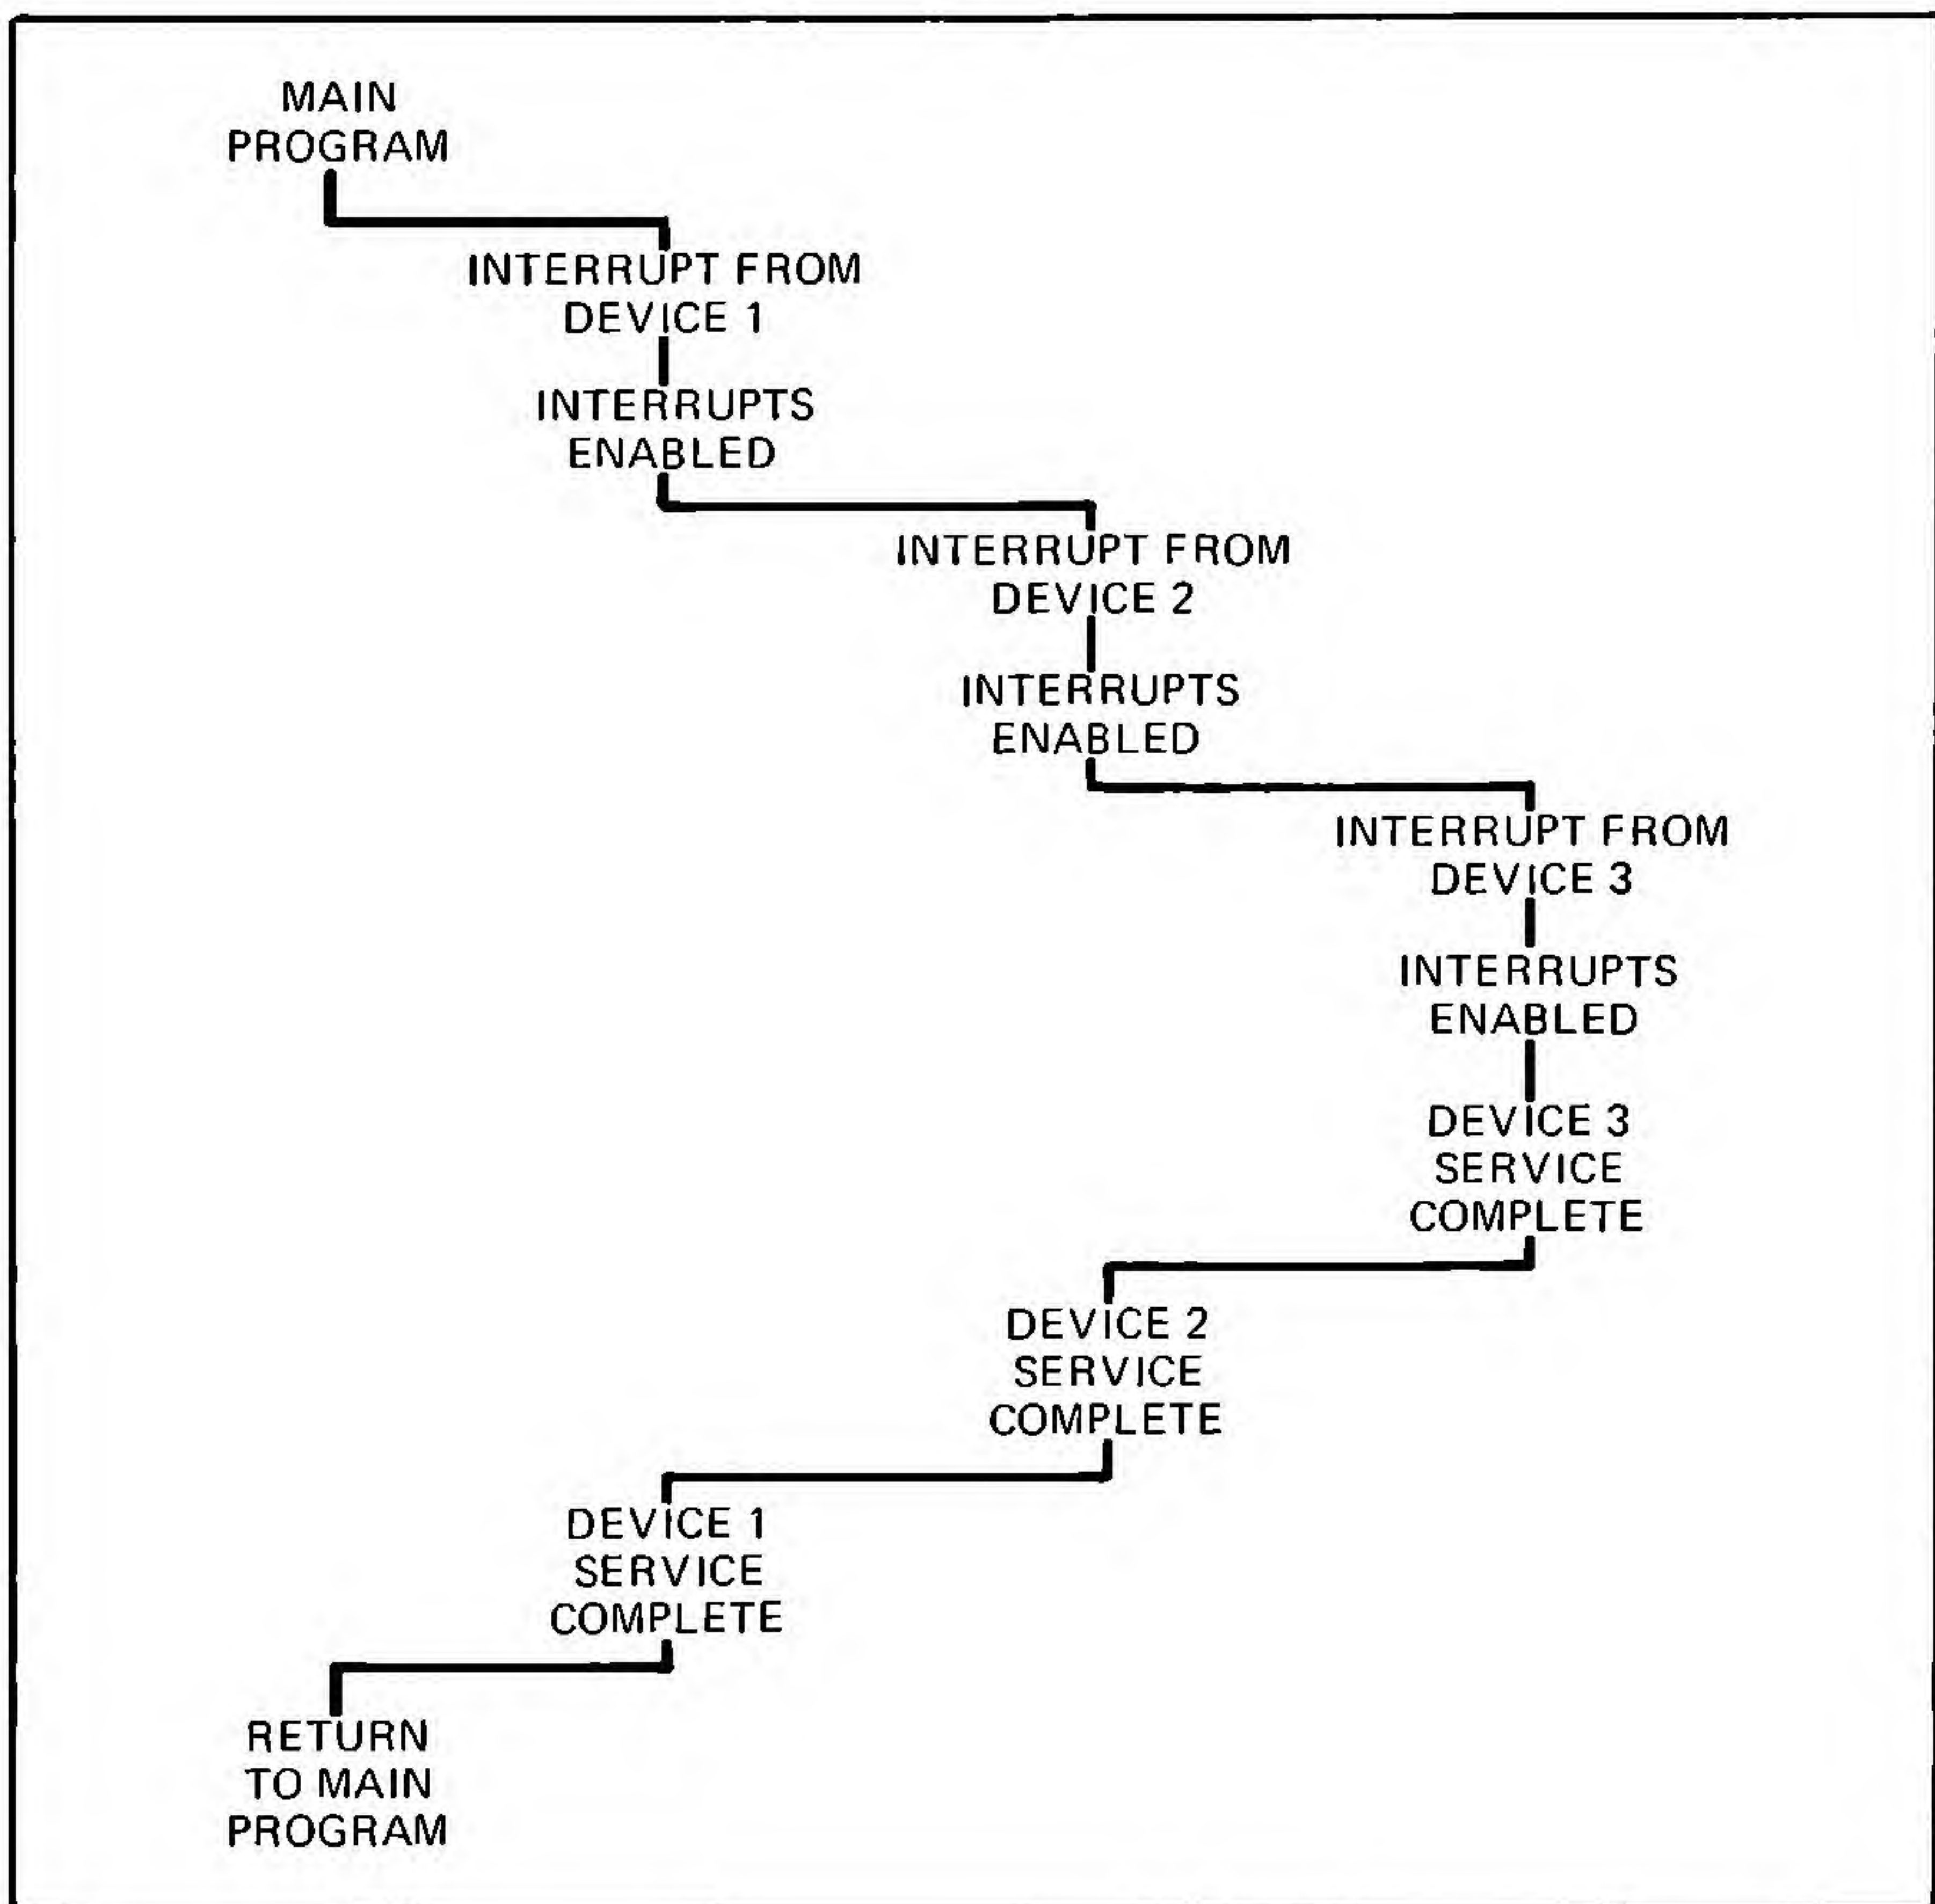 MAIN
PROGRAM
INTERRUPT FROM
DEVICE 1
INTERRUPTS
ENABLED
INTERRUPT FROM
DEVICE 2
INTERRUPTS
ENABLED
INTERRUPT FROM
DEVICE 3
INTERRUPTS
ENABLED
DEVICE 3
SERVICE
COMPLETE
DEVICE 2
SERVICE
COMPLETE
DEVICE 1
SERVICE
COMPLETE
RETURN
TO MAIN
PROGRAM